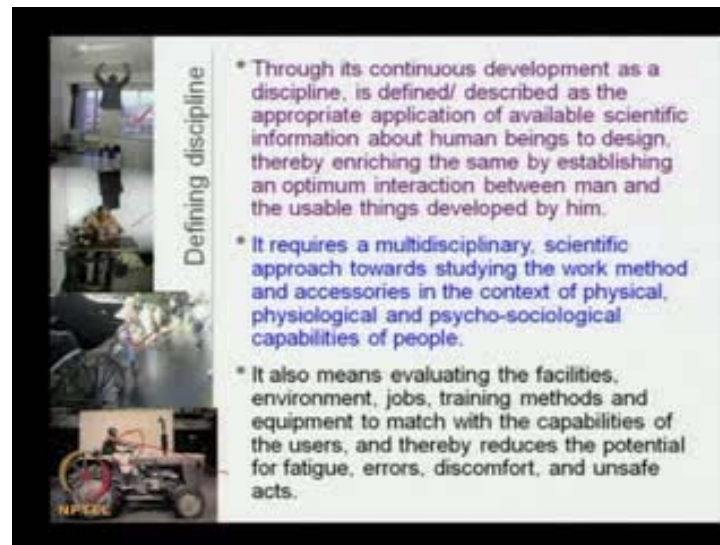 Defining discipline
* Through its continuous development as a
discipline, is defined/ described as the
appropriate application of available scientific
information about human beings to design,
thereby enriching the same by establishing
an optimum interaction between man and
the usable things developed by him.
* It requires a multidisciplinary, scientific
approach towards studying the work method
and accessories in the context of physical,
physiological and psycho-sociological
capabilities of people.
* It also means evaluating the facilities,
environment, jobs, training methods and
equipment to match with the capabilities of
the users, and thereby reduces the potential
for fatigue, errors, discomfort, and unsafe
acts.
NPTEL